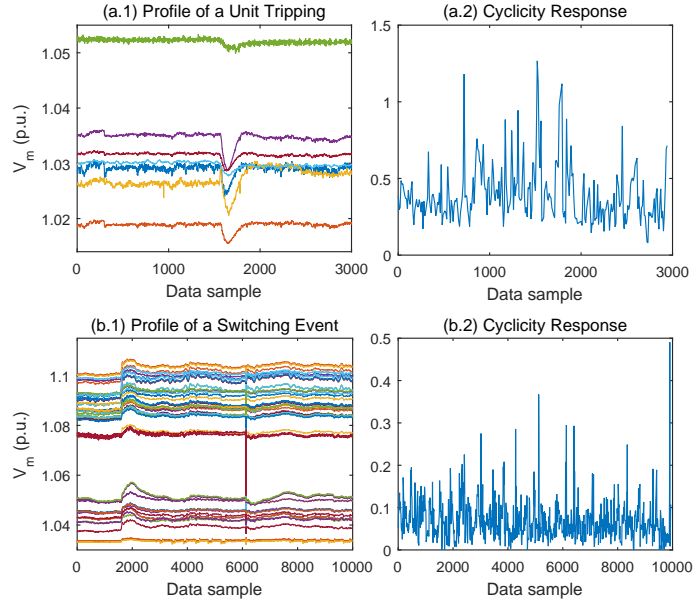 (a.1) Profile of a Unit Tripping
(a.2) Cyclicity Response
1.05
1.04
1.03
1.02
V_m (p.u.)
0 1000 2000 3000
Data sample
1.5
1
0.5
0
0 1000 2000 3000
Data sample
(b.1) Profile of a Switching Event
(b.2) Cyclicity Response
1.1
1.08
1.06
1.04
V_m (p.u.)
0 2000 4000 6000 8000 10000
Data sample
0.5
0.4
0.3
0.2
0.1
0
0 2000 4000 6000 8000 10000
Data sample